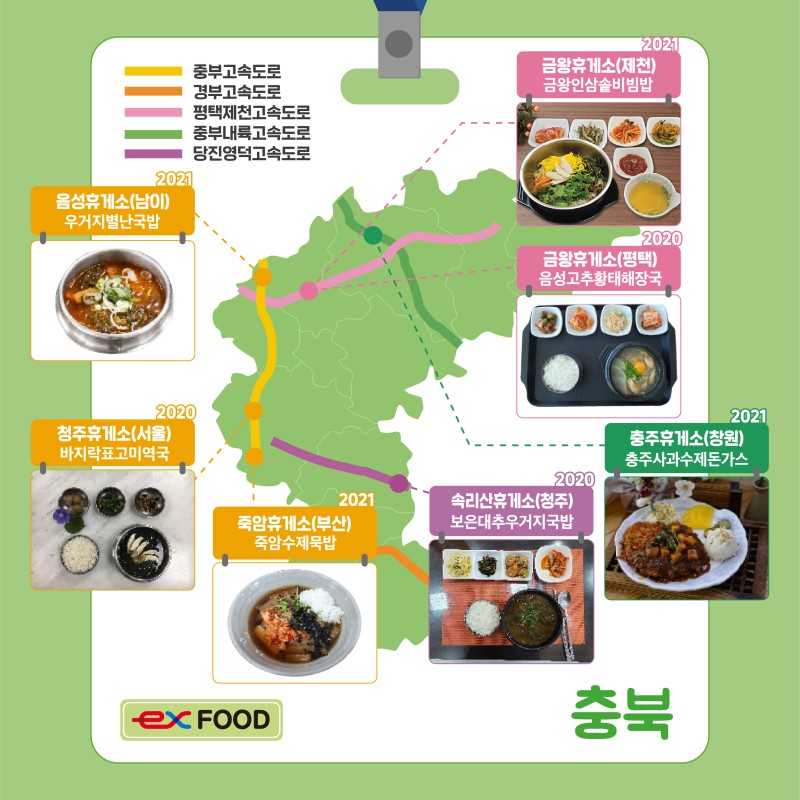 중부고속도로
경부고속도로
평택제천고속도로
중부내륙고속도로
당진영덕고속도로
2021
금왕휴게소(제천)
금왕인삼솥비빔밥
2021
음성휴게소(남이)
우거지별난국밥
2020
금왕휴게소(평택)
음성고추황태해장국
2020
청주휴게소(서울)
바지락표고미역국
2021
충주휴게소(창원)
충주사과수제돈가스
2021
죽암휴게소(부산)
죽암수제묵밥
2020
속리산휴게소(청주)
보은대추우거지국밥
ex FOOD
충북